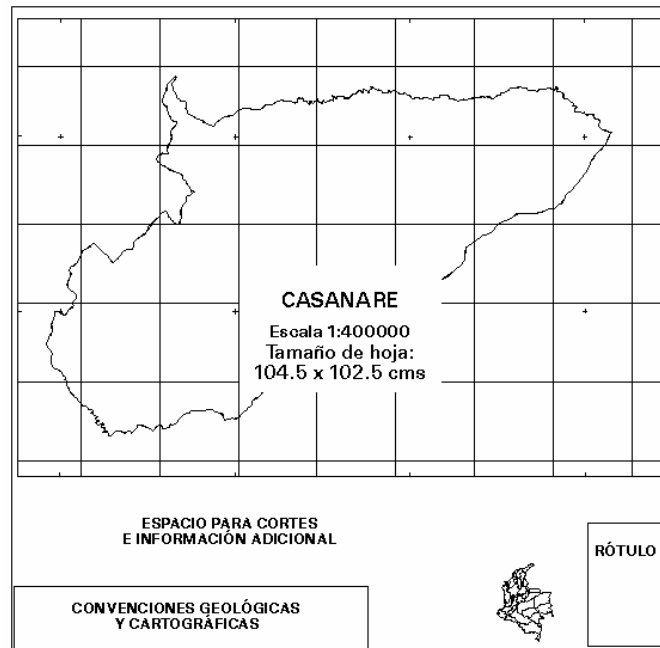 CASANARE
Escala 1:400000
Tamaño de hoja:
104.5 x 102.5 cms
ESPACIO PARA CORTES
E INFORMACIÓN ADICIONAL
RÓTULO
CONVENCIONES GEOLÓGICAS
Y CARTOGRÁFICAS